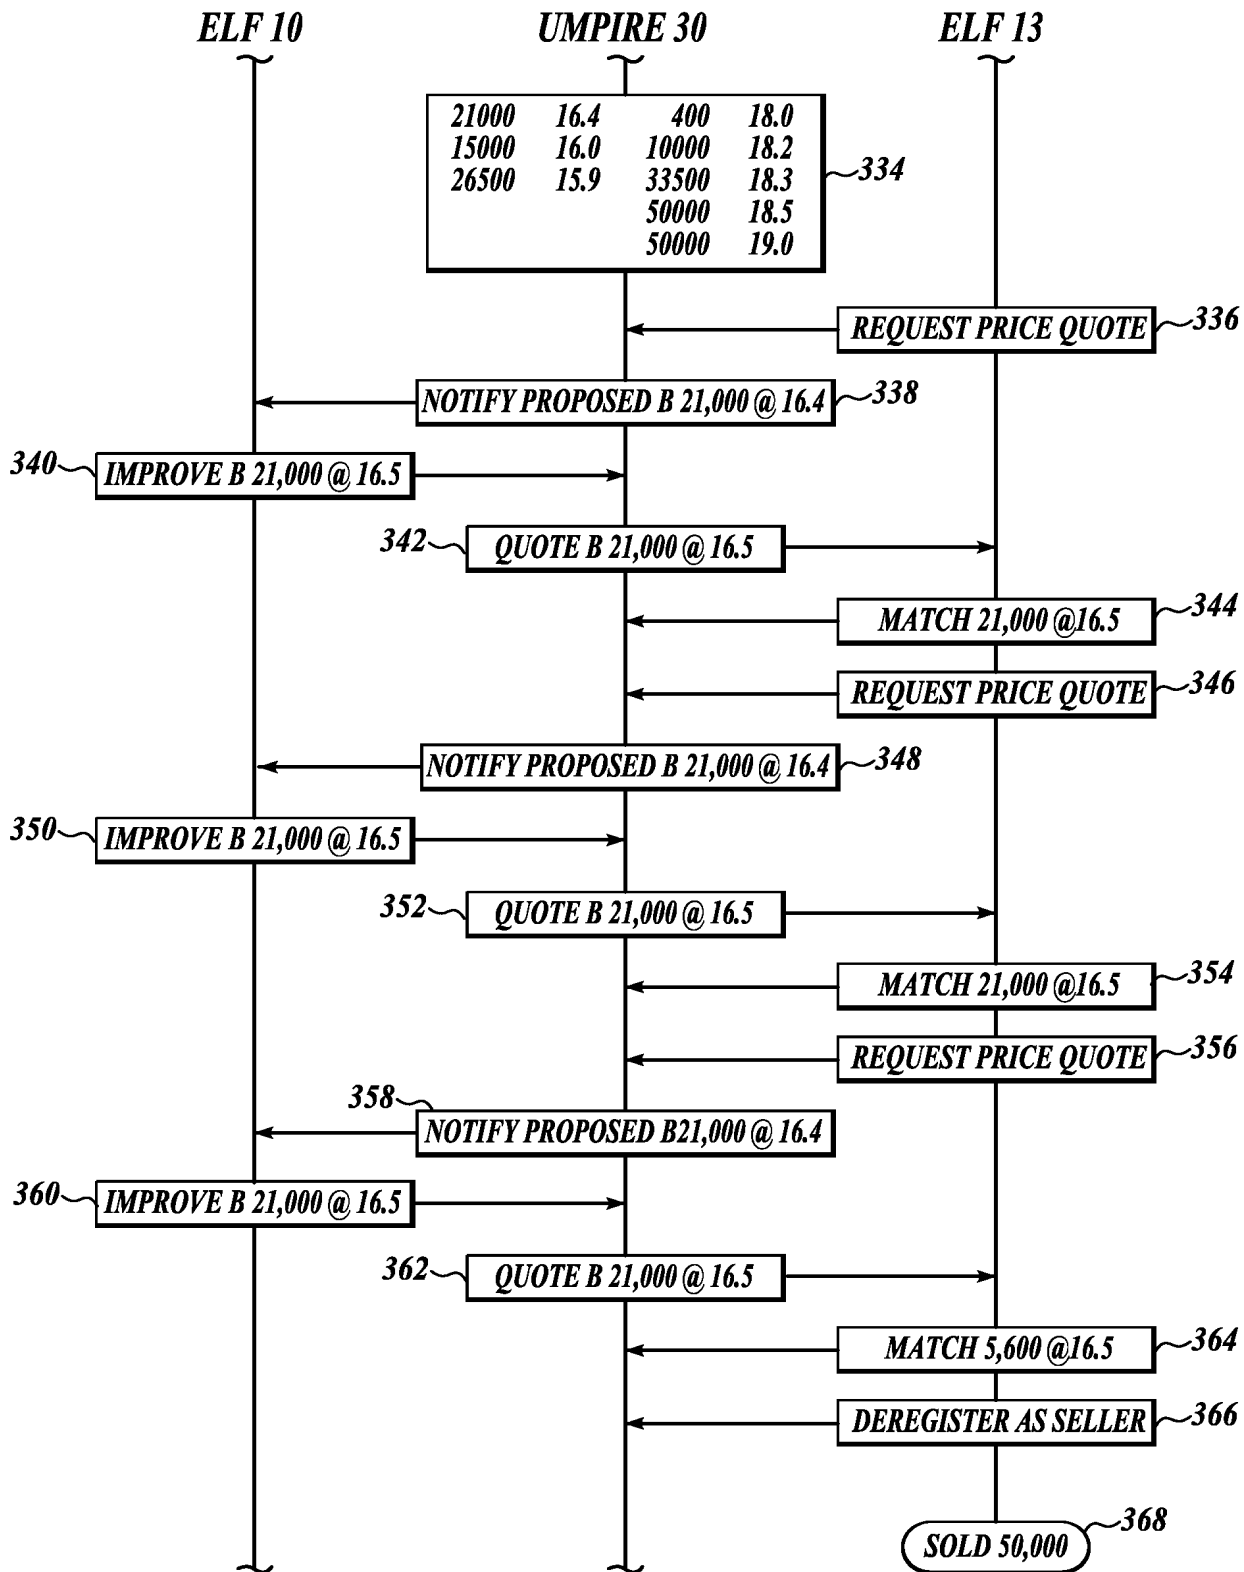 ELF 10 UMPIRE 30 ELF 13
21000 16.4 400 18.0
15000 16.0 10000 18.2
26500 15.9 33500 18.3
50000 18.5
50000 19.0
334
REQUEST PRICE QUOTE 336
NOTIFY PROPOSED B 21,000 @ 16.4 338
340 IMPROVE B 21,000 @ 16.5
342 QUOTE B 21,000 @ 16.5
MATCH 21,000 @16.5 344
REQUEST PRICE QUOTE 346
NOTIFY PROPOSED B 21,000 @ 16.4 348
350 IMPROVE B 21,000 @ 16.5
352 QUOTE B 21,000 @ 16.5
MATCH 21,000 @16.5 354
REQUEST PRICE QUOTE 356
358
NOTIFY PROPOSED B21,000 @ 16.4
360 IMPROVE B 21,000 @ 16.5
362 QUOTE B 21,000 @ 16.5
MATCH 5,600 @16.5 364
DEREGISTER AS SELLER 366
368
SOLD 50,000